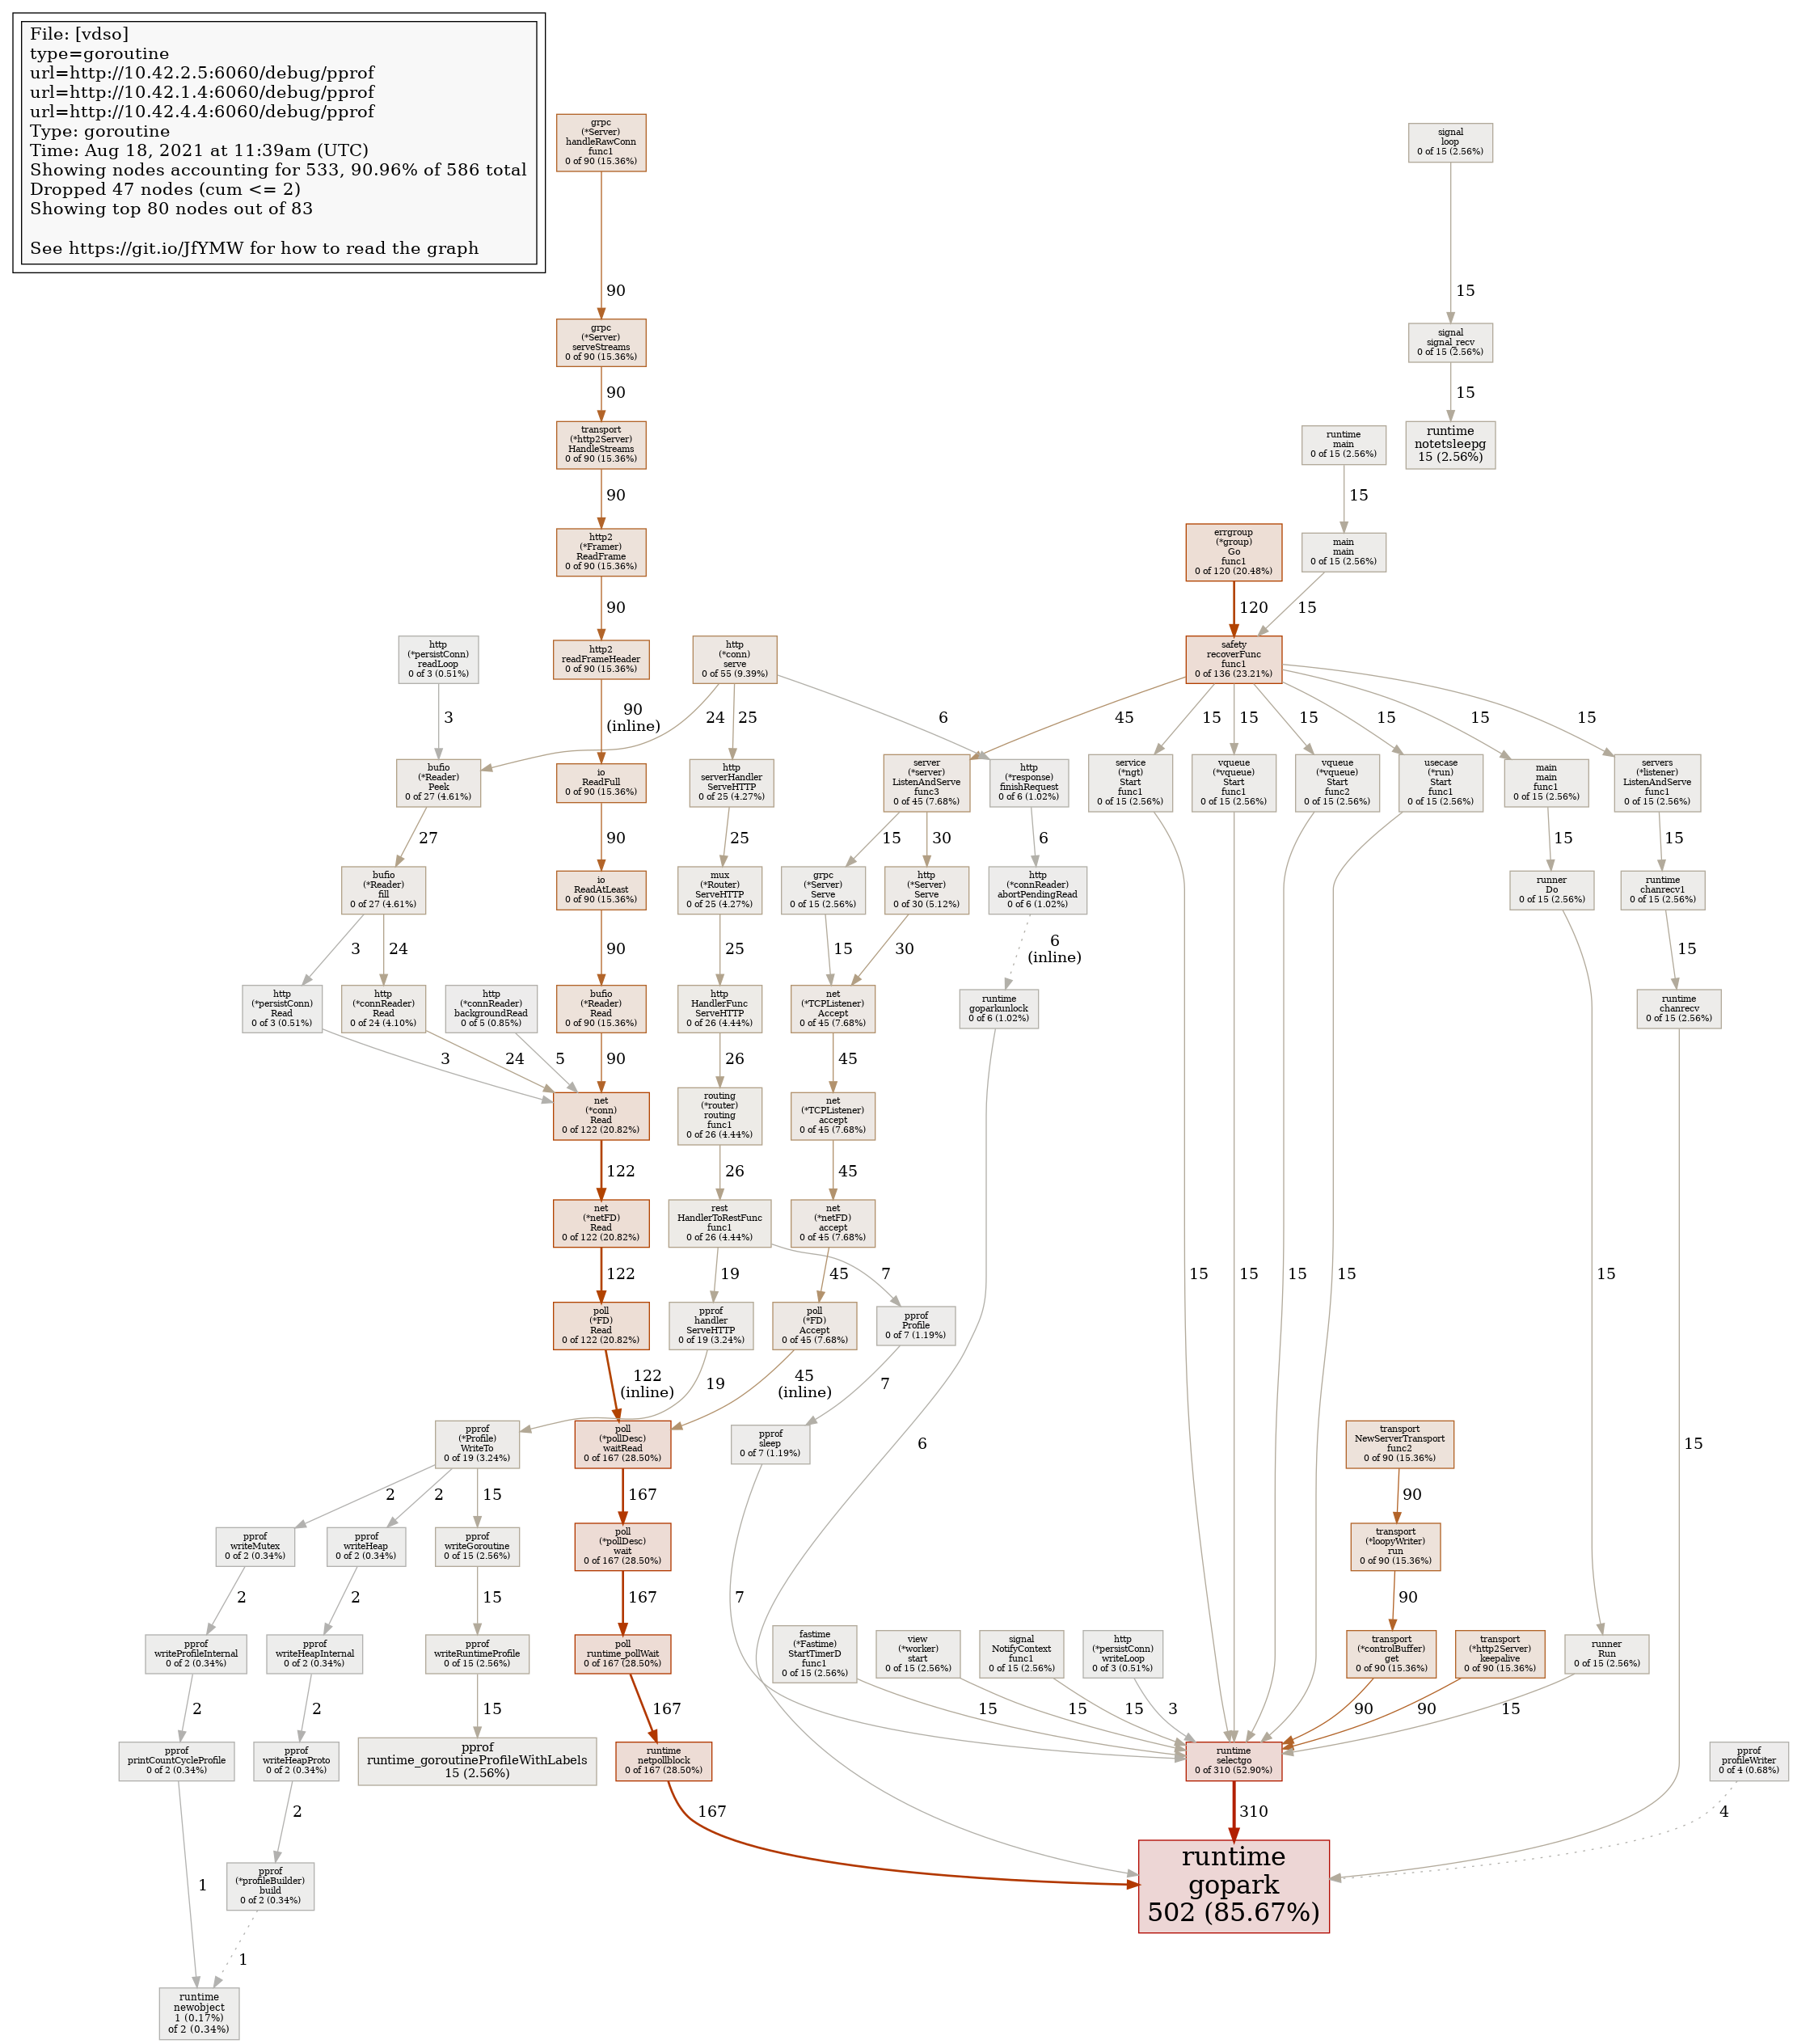 File: [vdso]
type=goroutine
url=http://10.42.2.5:6060/debug/pprof
url=http://10.42.1.4:6060/debug/pprof
url=http://10.42.4.4:6060/debug/pprof
Type: goroutine
Time: Aug 18, 2021 at 11:39am (UTC)
Showing nodes accounting for 533, 90.96% of 586 total
Dropped 47 nodes (cum <= 2)
Showing top 80 nodes out of 83
See https://git.io/JfYMW for how to read the graph
grpc
(*Server)
handleRawConn
func1
0 of 90 (15.36%)
signal
loop
0 of 15 (2.56%)
90
15
grpc
(*Server)
serveStreams
0 of 90 (15.36%)
signal
signal_recv
0 of 15 (2.56%)
90
15
transport
(*http2Server)
HandleStreams
0 of 90 (15.36%)
runtime
main
0 of 15 (2.56%)
runtime
notetsleepg
15 (2.56%)
90
15
http2
(*Framer)
ReadFrame
0 of 90 (15.36%)
errgroup
(*group)
Go
func1
0 of 120 (20.48%)
main
main
0 of 15 (2.56%)
90
120
15
http
(*persistConn)
readLoop
0 of 3 (0.51%)
http2
readFrameHeader
0 of 90 (15.36%)
http
(*conn)
serve
0 of 55 (9.39%)
safety
recoverFunc
func1
0 of 136 (23.21%)
3
90
(inline)
24
25
6
45
15
15
15
15
15
15
bufio
(*Reader)
Peek
0 of 27 (4.61%)
io
ReadFull
0 of 90 (15.36%)
http
serverHandler
ServeHTTP
0 of 25 (4.27%)
server
(*server)
ListenAndServe
func3
0 of 45 (7.68%)
http
(*response)
finishRequest
0 of 6 (1.02%)
service
(*ngt)
Start
func1
0 of 15 (2.56%)
vqueue
(*vqueue)
Start
func1
0 of 15 (2.56%)
vqueue
(*vqueue)
Start
func2
0 of 15 (2.56%)
usecase
(*run)
Start
func1
0 of 15 (2.56%)
main
main
func1
0 of 15 (2.56%)
servers
(*listener)
ListenAndServe
func1
0 of 15 (2.56%)
27
90
25
15
30
6
15
15
bufio
(*Reader)
fill
0 of 27 (4.61%)
io
ReadAtLeast
0 of 90 (15.36%)
mux
(*Router)
ServeHTTP
0 of 25 (4.27%)
grpc
(*Server)
Serve
0 of 15 (2.56%)
http
(*Server)
Serve
0 of 30 (5.12%)
http
(*connReader)
abortPendingRead
0 of 6 (1.02%)
runner
Do
0 of 15 (2.56%)
runtime
chanrecv1
0 of 15 (2.56%)
3
24
90
25
15
30
6
(inline)
15
http
(*persistConn)
Read
0 of 3 (0.51%)
http
(*connReader)
Read
0 of 24 (4.10%)
http
(*connReader)
backgroundRead
0 of 5 (0.85%)
bufio
(*Reader)
Read
0 of 90 (15.36%)
http
HandlerFunc
ServeHTTP
0 of 26 (4.44%)
net
(*TCPListener)
Accept
0 of 45 (7.68%)
runtime
goparkunlock
0 of 6 (1.02%)
runtime
chanrecv
0 of 15 (2.56%)
3
24
5
90
26
45
net
(*conn)
Read
0 of 122 (20.82%)
routing
(*router)
routing
func1
0 of 26 (4.44%)
net
(*TCPListener)
accept
0 of 45 (7.68%)
122
26
45
net
(*netFD)
Read
0 of 122 (20.82%)
rest
HandlerToRestFunc
func1
0 of 26 (4.44%)
net
(*netFD)
accept
0 of 45 (7.68%)
122
19
45
7
15
15
15
15
15
poll
(*FD)
Read
0 of 122 (20.82%)
pprof
handler
ServeHTTP
0 of 19 (3.24%)
poll
(*FD)
Accept
0 of 45 (7.68%)
pprof
Profile
0 of 7 (1.19%)
122
(inline)
19
45
(inline)
7
pprof
(*Profile)
WriteTo
0 of 19 (3.24%)
poll
(*pollDesc)
waitRead
0 of 167 (28.50%)
pprof
sleep
0 of 7 (1.19%)
6
transport
NewServerTransport
func2
0 of 90 (15.36%)
15
2
2
15
167
90
pprof
writeMutex
0 of 2 (0.34%)
pprof
writeHeap
0 of 2 (0.34%)
pprof
writeGoroutine
0 of 15 (2.56%)
poll
(*pollDesc)
wait
0 of 167 (28.50%)
transport
(*loopyWriter)
run
0 of 90 (15.36%)
2
2
15
167
7
90
pprof
writeProfileInternal
0 of 2 (0.34%)
pprof
writeHeapInternal
0 of 2 (0.34%)
pprof
writeRuntimeProfile
0 of 15 (2.56%)
poll
runtime_pollWait
0 of 167 (28.50%)
fastime
(*Fastime)
StartTimerD
func1
0 of 15 (2.56%)
view
(*worker)
start
0 of 15 (2.56%)
signal
NotifyContext
func1
0 of 15 (2.56%)
http
(*persistConn)
writeLoop
0 of 3 (0.51%)
transport
(*controlBuffer)
get
0 of 90 (15.36%)
transport
(*http2Server)
keepalive
0 of 90 (15.36%)
runner
Run
0 of 15 (2.56%)
2
2
15
167
15
15
15
3
90
90
15
pprof
printCountCycleProfile
0 of 2 (0.34%)
pprof
writeHeapProto
0 of 2 (0.34%)
pprof
runtime_goroutineProfileWithLabels
15 (2.56%)
runtime
netpollblock
0 of 167 (28.50%)
runtime
selectgo
0 of 310 (52.90%)
pprof
profileWriter
0 of 4 (0.68%)
2
167
310
4
pprof
(*profileBuilder)
build
0 of 2 (0.34%)
runtime
gopark
502 (85.67%)
1
1
runtime
newobject
1 (0.17%)
of 2 (0.34%)